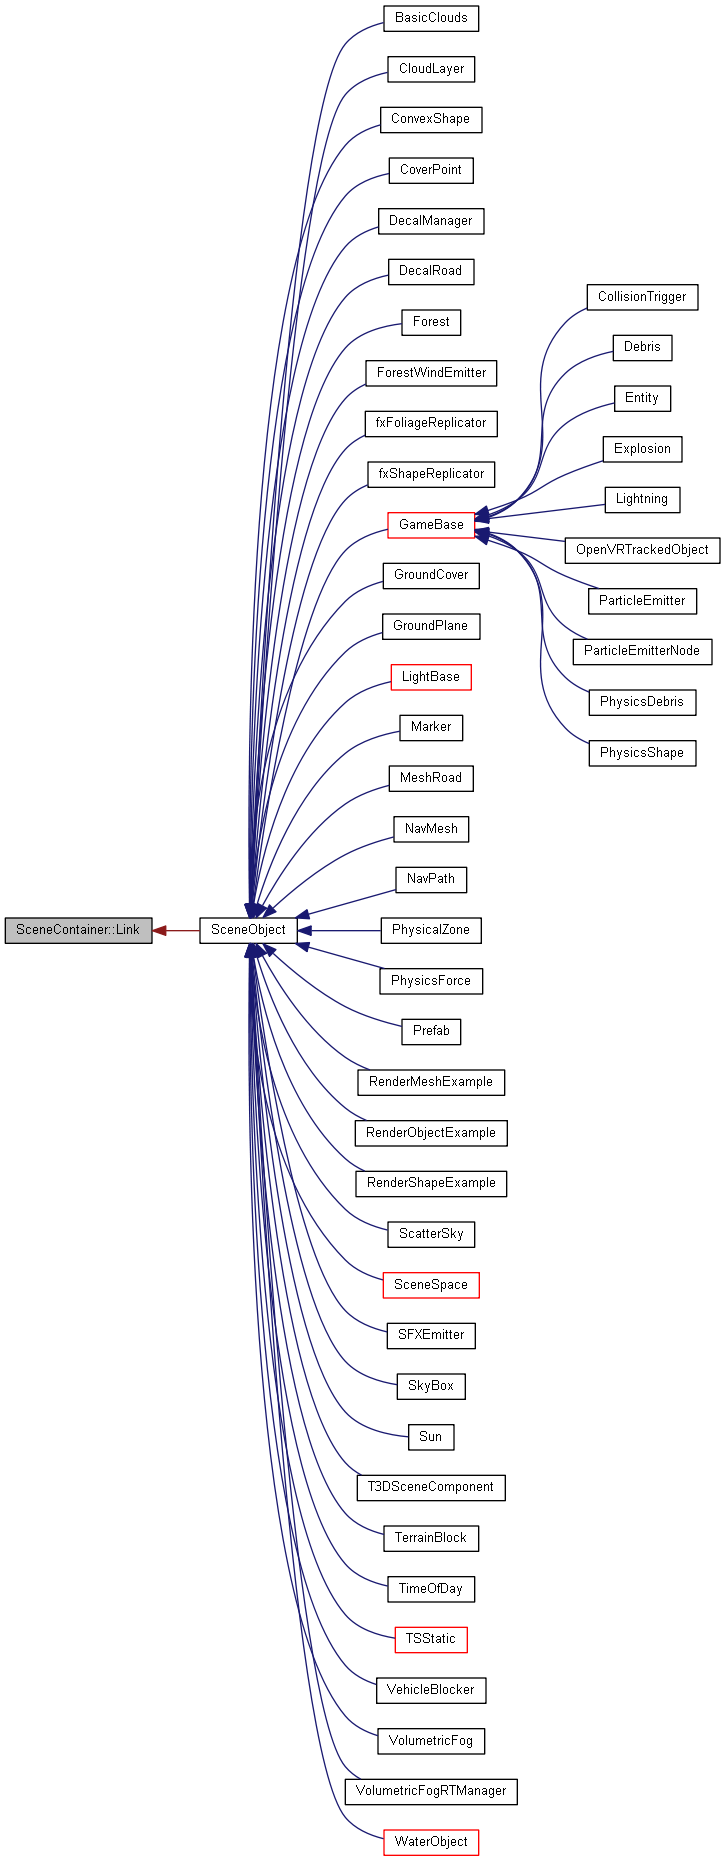 BasicClouds
CloudLayer
ConvexShape
CoverPoint
DecalManager
DecalRoad
Forest
ForestWindEmitter
fxFoliageReplicator
fxShapeReplicator
GameBase
GroundCover
GroundPlane
LightBase
Marker
MeshRoad
NavMesh
NavPath
SceneContainer::Link
SceneObject
PhysicalZone
PhysicsForce
Prefab
RenderMeshExample
RenderObjectExample
RenderShapeExample
ScatterSky
SceneSpace
SFXEmitter
SkyBox
Sun
T3DSceneComponent
TerrainBlock
TimeOfDay
TSStatic
VehicleBlocker
VolumetricFog
VolumetricFogRTManager
WaterObject
CollisionTrigger
Debris
Entity
Explosion
Lightning
OpenVRTrackedObject
ParticleEmitter
ParticleEmitterNode
PhysicsDebris
PhysicsShape